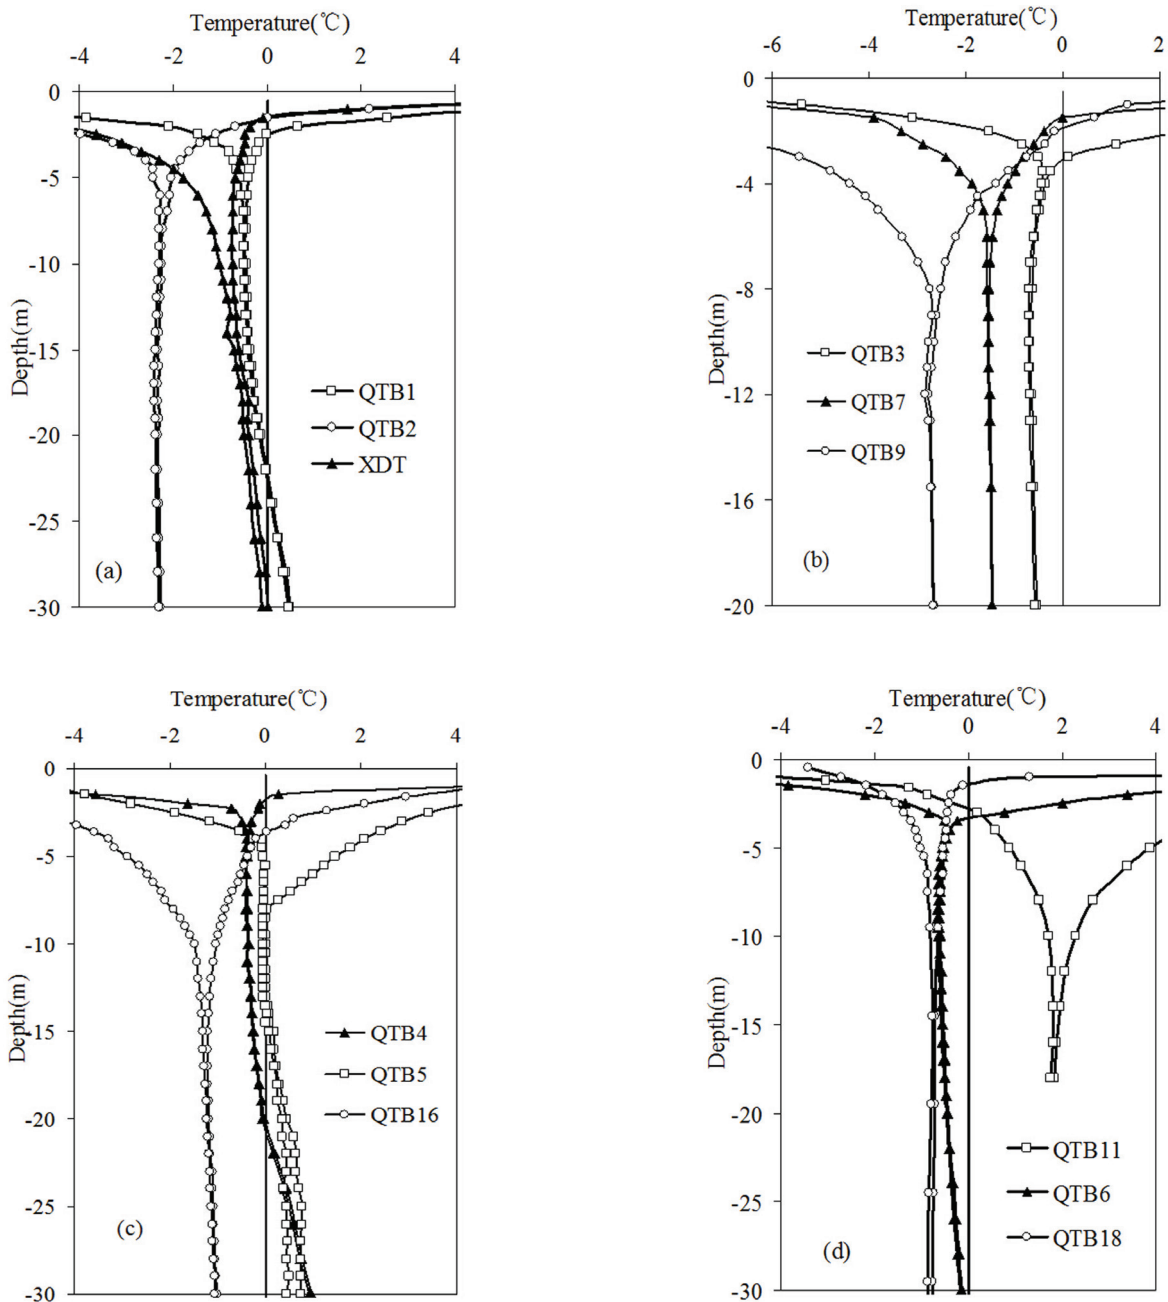 Temperature(℃)
-4 -2 0 2 4
0
-5
-10
-15
-20
-25
-30
Depth(m)
QTB1
QTB2
XDT
(a)
Temperature(℃)
-6 -4 -2 0 2
0
-4
-8
-12
-16
-20
Depth(m)
QTB3
QTB7
QTB9
(b)
Temperature(℃)
-4 -2 0 2 4
0
-5
-10
-15
-20
-25
-30
Depth(m)
QTB4
QTB5
QTB16
(c)
Temperature(℃)
-4 -2 0 2 4
0
-5
-10
-15
-20
-25
-30
Depth(m)
QTB11
QTB6
QTB18
(d)